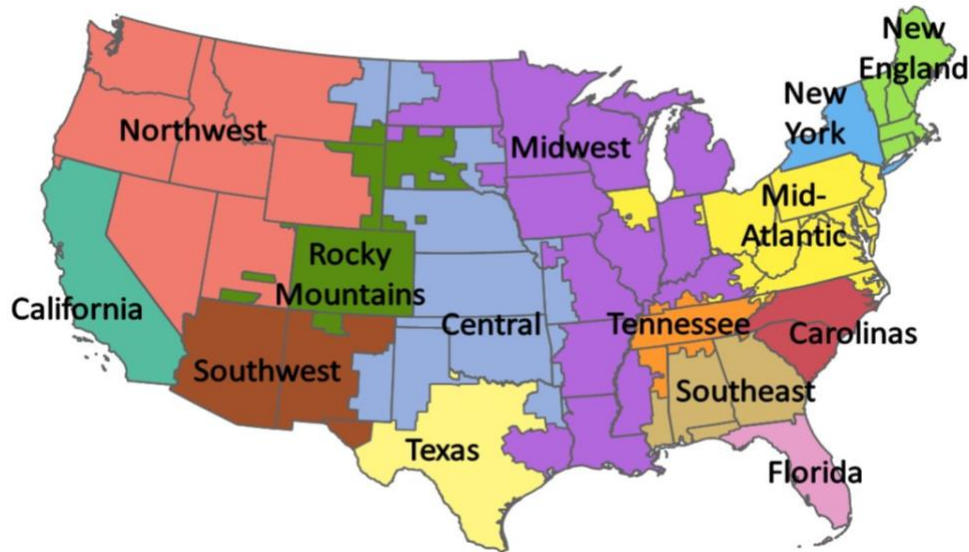 New
England
New
York
Northwest
Midwest
Mid-
Atlantic
Rocky
Mountains
California
Central
Tennessee
Carolinas
Southwest
Southeast
Texas
Florida